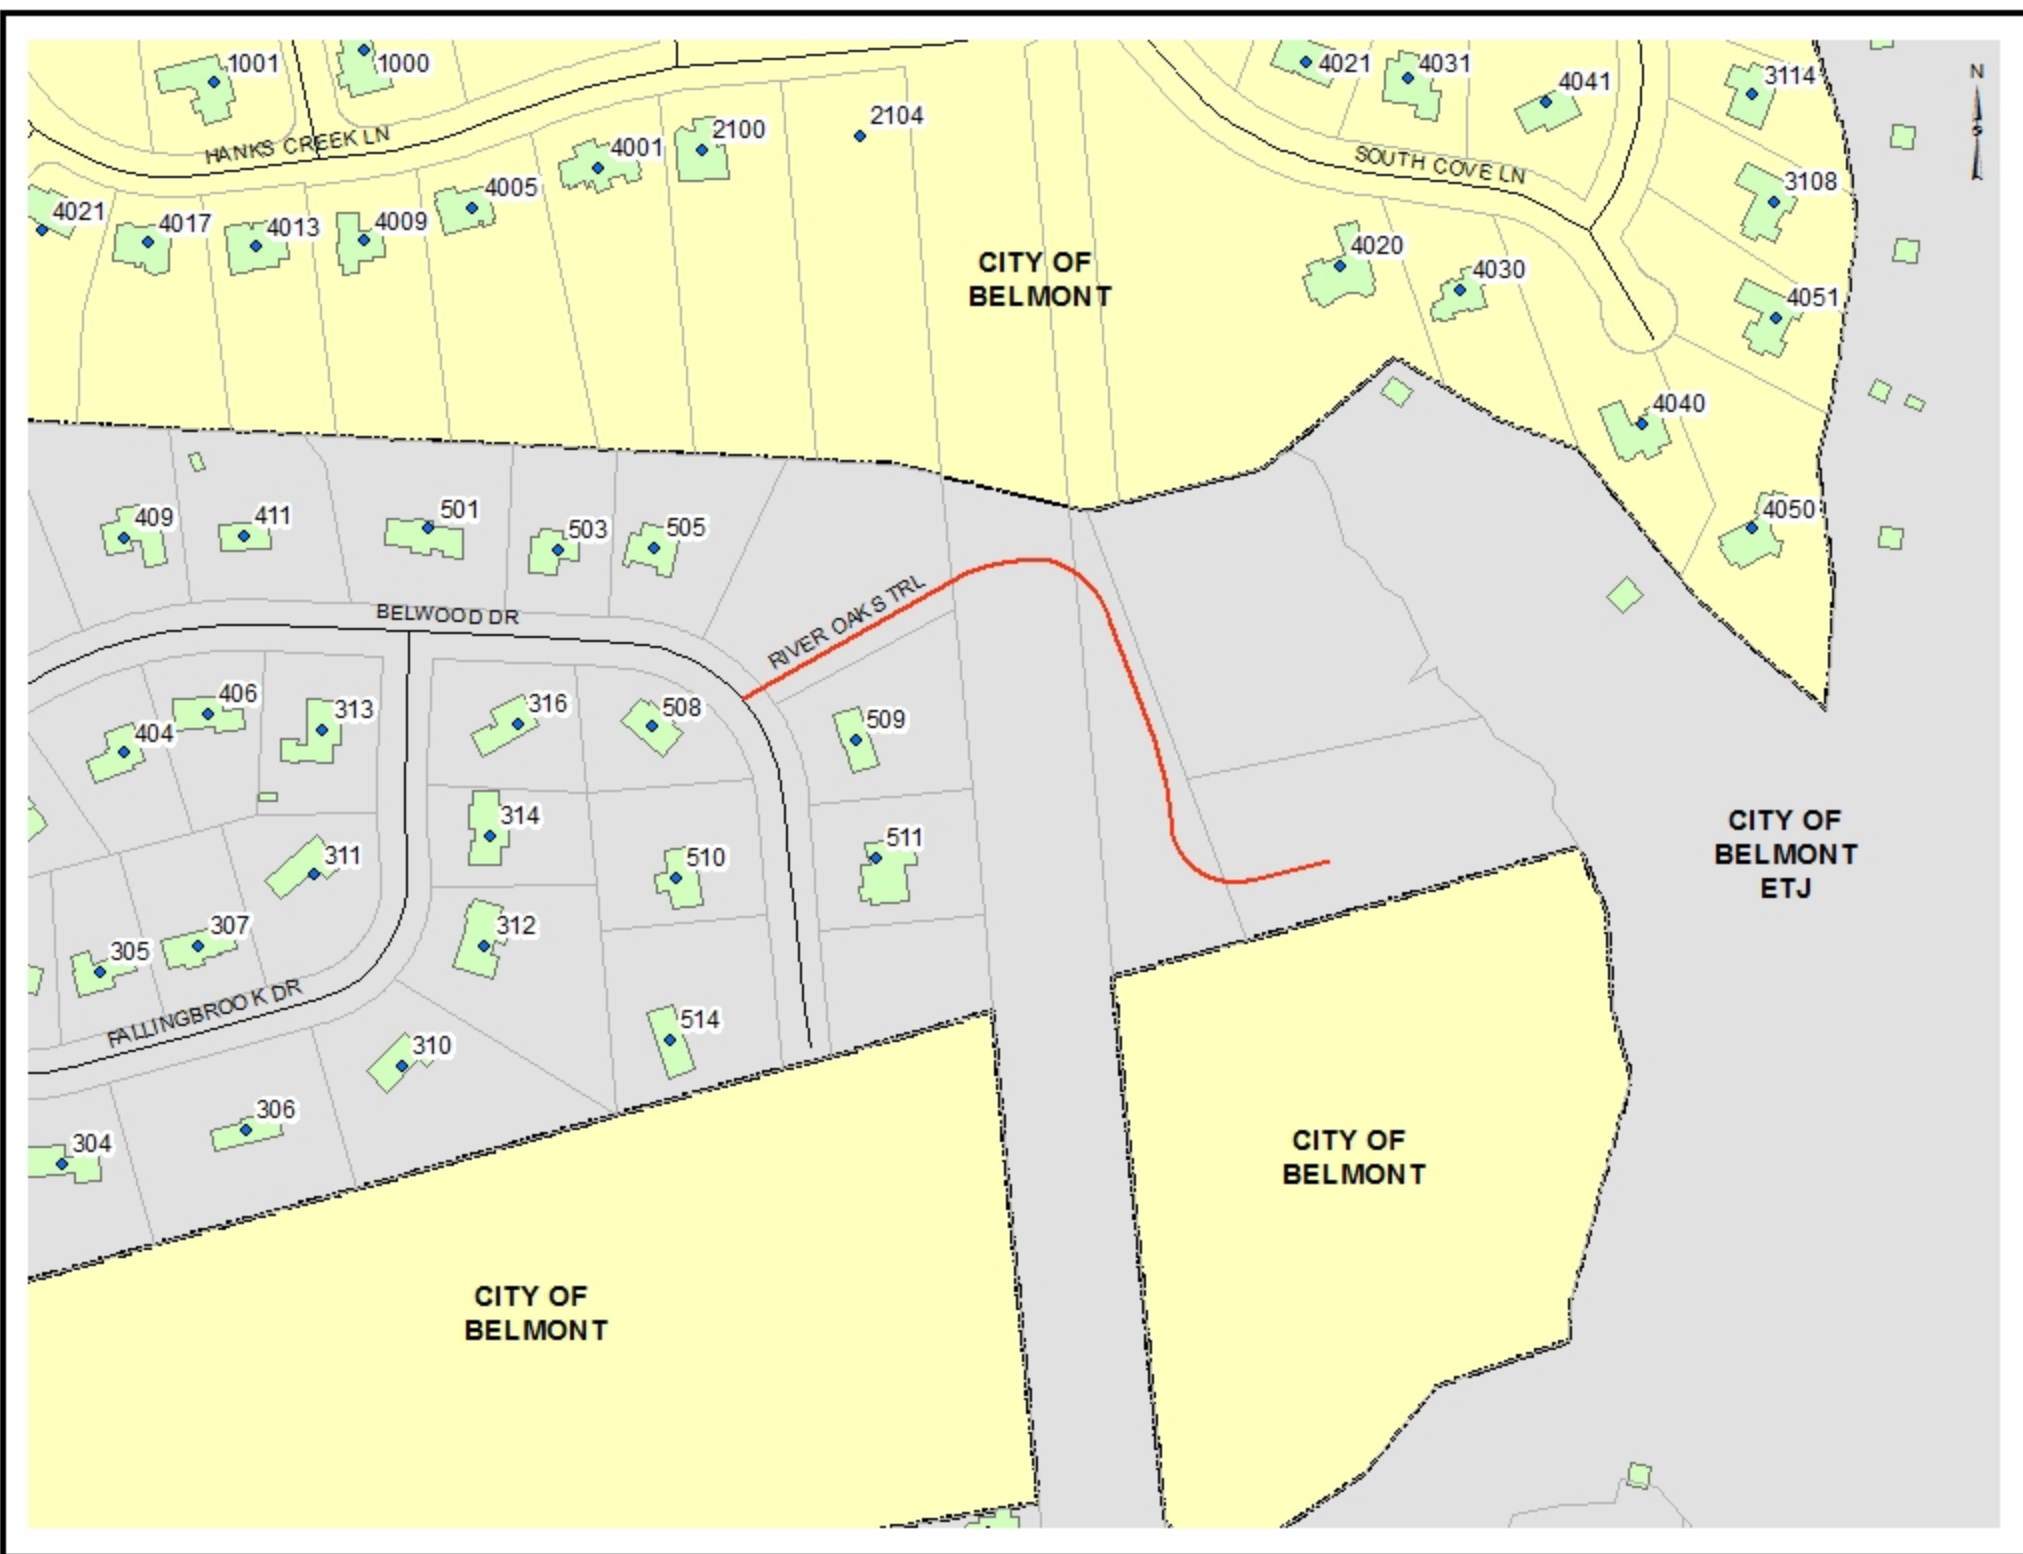 1001
1000
4021
4031
4041
3114
N
HANKS CREEK LN
4001
2100
2104
SOUTH COVE LN
3108
4021
4017
4013
4009
4005
4020
4030
4051
CITY OF
BELMONT
4040
4050
409
411
501
503
505
BELWOOD DR
RIVER OAKS TRL
404
406
313
316
508
509
314
510
511
311
312
CITY OF
BELMONT
ETJ
305
307
FALLINGBROOK DR
310
514
304
306
CITY OF
BELMONT
CITY OF
BELMONT